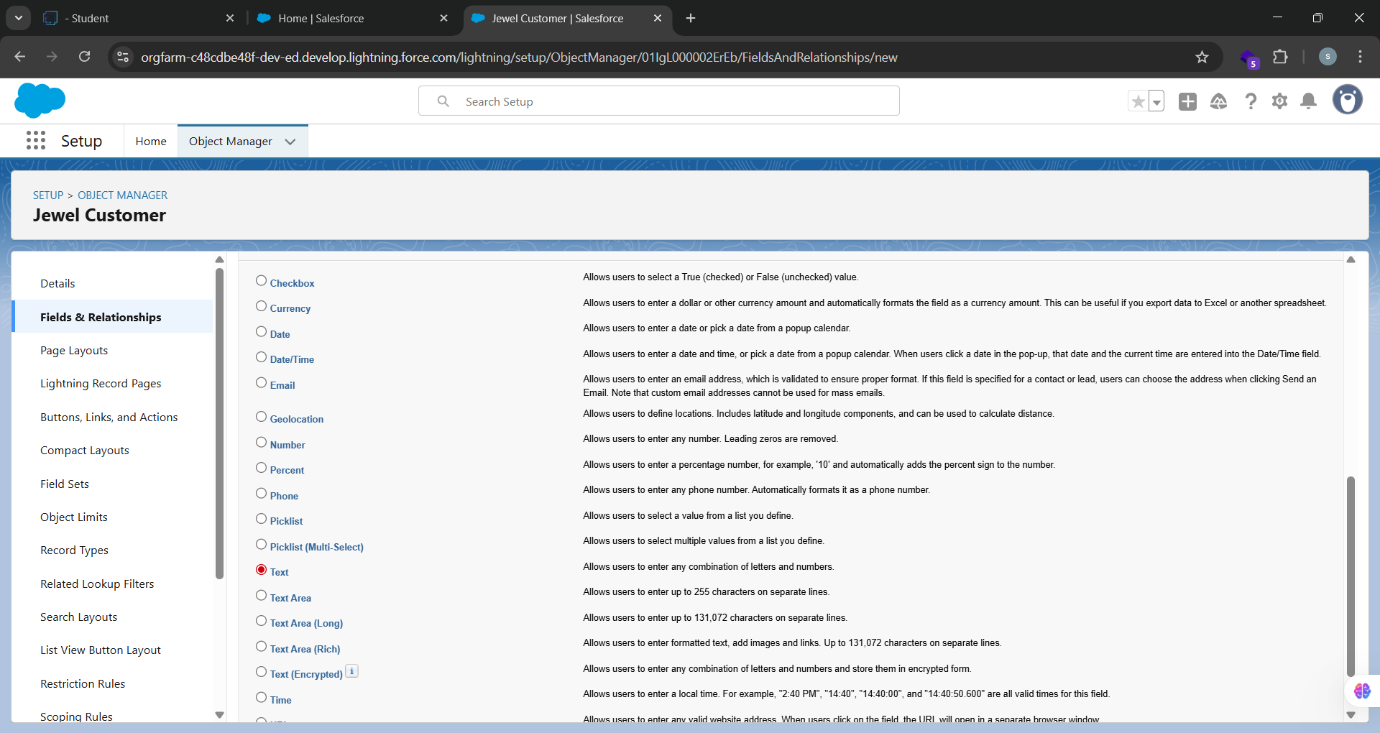 - Student
Home | Salesforce
Jewel Customer | Salesforce
orgfarm-c48cdbe48f-dev-ed.develop.lightning.force.com/lightning/setup/ObjectManager/01IgL000002ErEb/FieldsAndRelationships/new
5
S
Search Setup
Setup
Home
Object Manager
SETUP > OBJECT MANAGER
Jewel Customer
Details
Fields & Relationships
Page Layouts
Lightning Record Pages
Buttons, Links, and Actions
Compact Layouts
Field Sets
Object Limits
Record Types
Related Lookup Filters
Search Layouts
List View Button Layout
Restriction Rules
Scoping Rules
Checkbox Allows users to select a True (checked) or False (unchecked) value.
Currency Allows users to enter a dollar or other currency amount and automatically formats the field as a currency amount. This can be useful if you export data to Excel or another spreadsheet.
Date Allows users to enter a date or pick a date from a popup calendar.
Date/Time Allows users to enter a date and time, or pick a date from a popup calendar. When users click a date in the pop-up, that date and the current time are entered into the Date/Time field.
Email Allows users to enter an email address, which is validated to ensure proper format. If this field is specified for a contact or lead, users can choose the address when clicking Send an
Email. Note that custom email addresses cannot be used for mass emails.
Geolocation Allows users to define locations. Includes latitude and longitude components, and can be used to calculate distance.
Number Allows users to enter any number. Leading zeros are removed.
Percent Allows users to enter a percentage number, for example, '10' and automatically adds the percent sign to the number.
Phone Allows users to enter any phone number. Automatically formats it as a phone number.
Picklist Allows users to select a value from a list you define.
Picklist (Multi-Select) Allows users to select multiple values from a list you define.
Text Allows users to enter any combination of letters and numbers.
Text Area Allows users to enter up to 255 characters on separate lines.
Text Area (Long) Allows users to enter up to 131,072 characters on separate lines.
Text Area (Rich) Allows users to enter formatted text, add images and links. Up to 131,072 characters on separate lines.
Text (Encrypted) i Allows users to enter any combination of letters and numbers and store them in encrypted form.
Time Allows users to enter a local time. For example, "2:40 PM", "14:40", "14:40:00", and "14:40:50.600" are all valid times for this field.
Allows users to enter any valid website address. When users click on the field, the URL will open in a separate browser window.